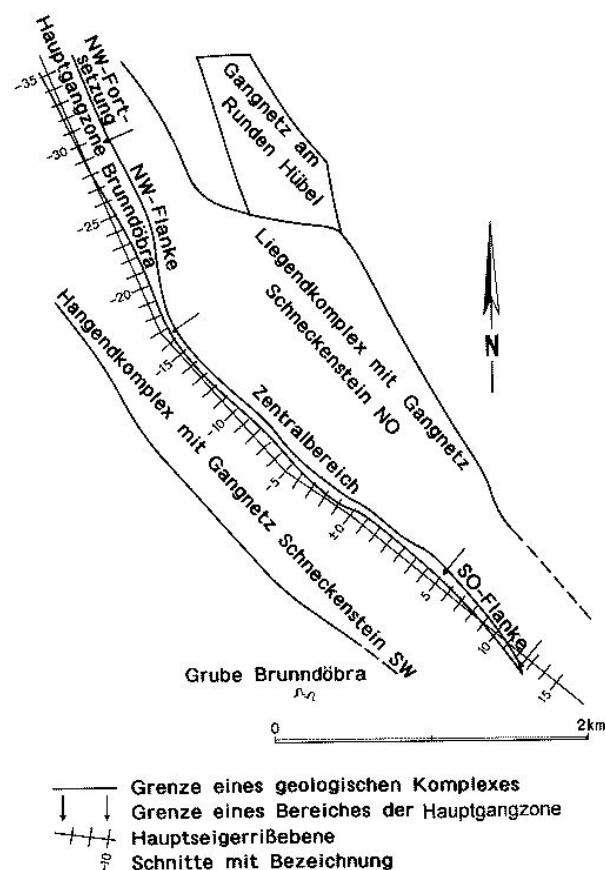 NW-Fort-
setzung
Hauptgangzone Brunndöbra
NW-Flanke
Gangnetz am
Runden Hübel
Liegendkomplex mit Gangnetz
Schneckenstein NO
N
Zentralbereich
Hangendkomplex mit Gangnetz Schneckenstein SW
SO-Flanke
-35
-30
-25
-20
-15
-10
-5
±0
5
10
15
Grube Brunndöbra
0
2km
Grenze eines geologischen Komplexes
Grenze eines Bereiches der Hauptgangzone
Hauptseigerrißebene
-10
Schnitte mit Bezeichnung